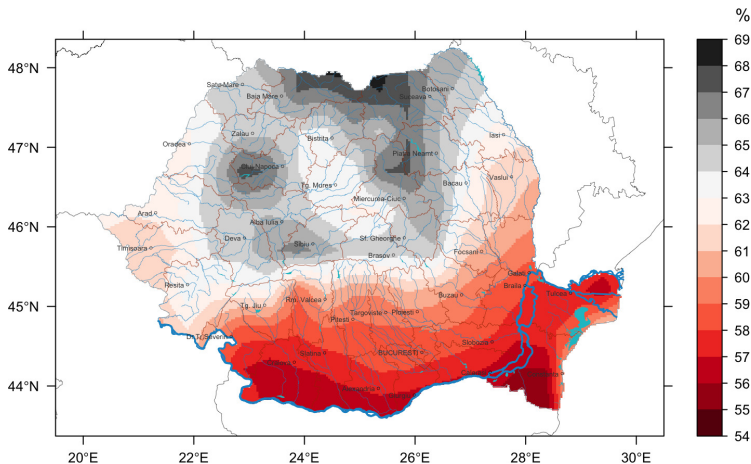 %
69
68
67
66
65
64
63
62
61
60
59
58
57
56
55
54
48°N
47°N
46°N
45°N
44°N
20°E
22°E
24°E
26°E
28°E
30°E
Satu Mare
Baia Mare
Botosani
Suceava
Zalau
Bistrita
Iasi
Oradea
Piatra Neamt
Cluj Napoca
Tg. Mures
Bacau
Vaslui
Miercurea-Ciuc
Arad
Alba Iulia
Deva
Sibiu
Sf. Gheorghe
Timisoara
Brasov
Focsani
Resita
Galati
Braila
Tulcea
Tg. Jiu
Rm. Valcea
Buzau
Pitesti
Targoviste
Ploiesti
Dr. Tr. Severin
Slobozia
BUCURESTI
Slatina
Alexandria